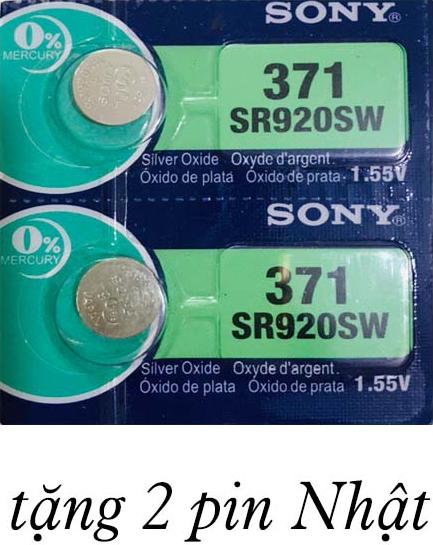 SONY®
0%
MERCURY
371
SR920SW
Silver Oxide Oxyde d'argent
Óxido de plata Óxido de prata 1.55V
SONY®
0%
MERCURY
371
SR920SW
Silver Oxide Oxyde d'argent
Óxido de plata Óxido de prata 1.55V
tặng 2 pin Nhật